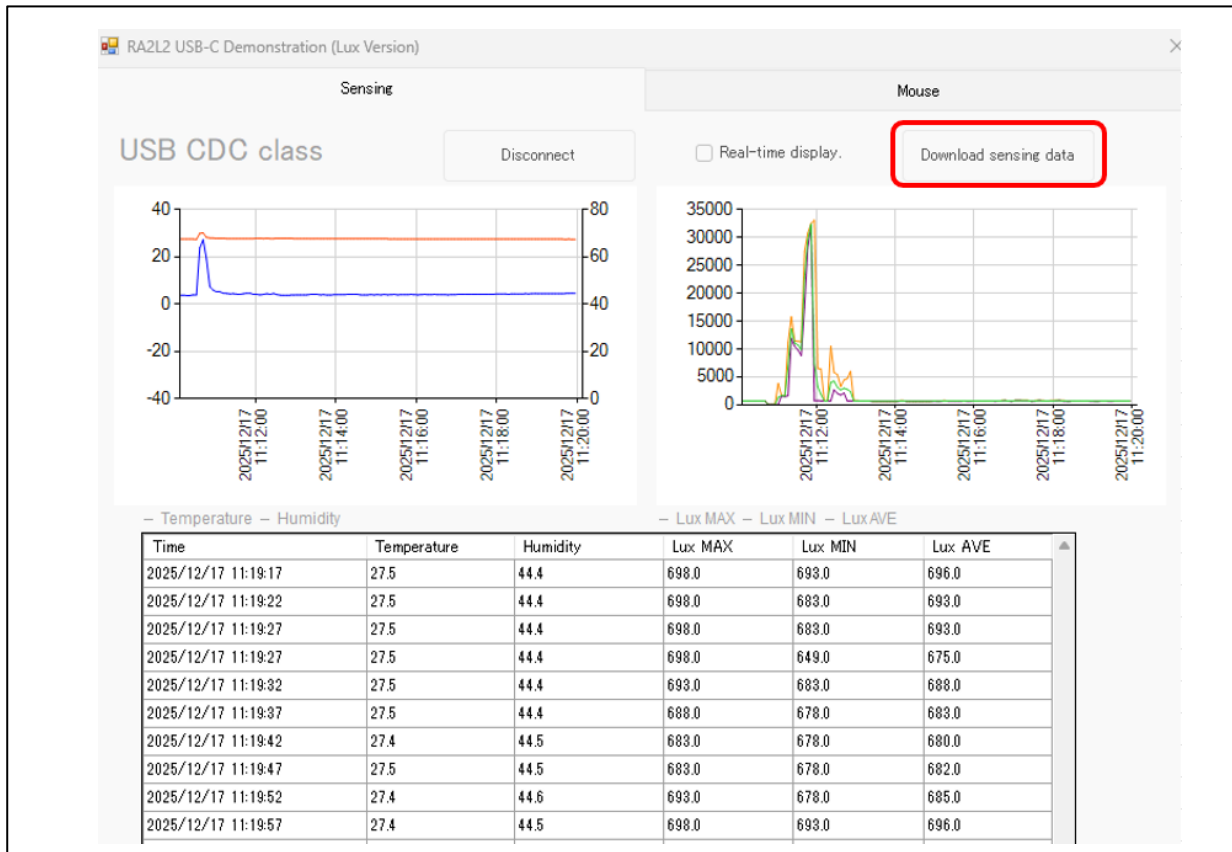 RA2L2 USB-C Demonstration (Lux Version)
Sensing Mouse
USB CDC class Disconnect Real-time display. Download sensing data
40
20
0
-20
-40
80
60
40
20
0
2025/12/17 11:12:00
2025/12/17 11:14:00
2025/12/17 11:16:00
2025/12/17 11:18:00
2025/12/17 11:20:00
– Temperature – Humidity
35000
30000
25000
20000
15000
10000
5000
0
2025/12/17 11:12:00
2025/12/17 11:14:00
2025/12/17 11:16:00
2025/12/17 11:18:00
2025/12/17 11:20:00
– Lux MAX – Lux MIN – Lux AVE
Time Temperature Humidity Lux MAX Lux MIN Lux AVE
2025/12/17 11:19:17 27.5 44.4 698.0 693.0 696.0
2025/12/17 11:19:22 27.5 44.4 698.0 683.0 693.0
2025/12/17 11:19:27 27.5 44.4 698.0 683.0 693.0
2025/12/17 11:19:27 27.5 44.4 698.0 649.0 675.0
2025/12/17 11:19:32 27.5 44.4 693.0 683.0 688.0
2025/12/17 11:19:37 27.5 44.4 688.0 678.0 683.0
2025/12/17 11:19:42 27.4 44.5 683.0 678.0 680.0
2025/12/17 11:19:47 27.5 44.5 683.0 678.0 682.0
2025/12/17 11:19:52 27.4 44.6 693.0 678.0 685.0
2025/12/17 11:19:57 27.4 44.5 698.0 693.0 696.0